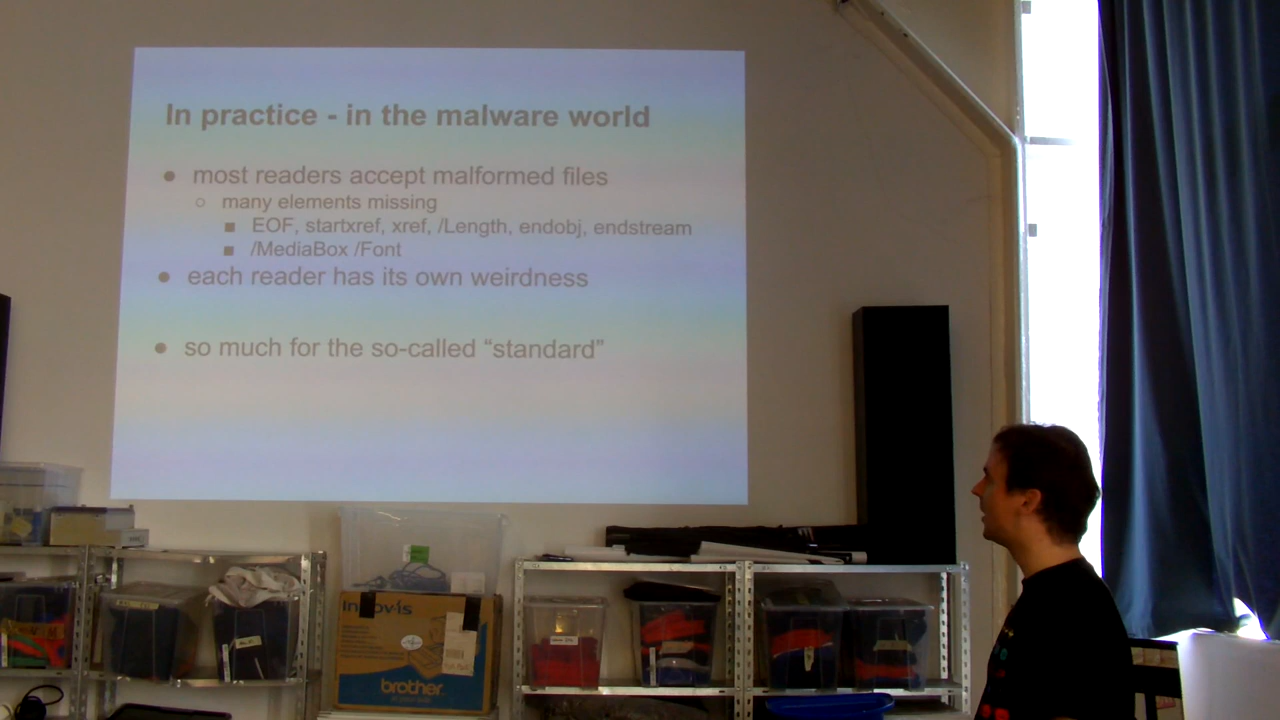 In practice - in the malware world
● most readers accept malformed files
○ many elements missing
■ EOF, startxref, xref, /Length, endobj, endstream
■ /MediaBox /Font
● each reader has its own weirdness
● so much for the so-called “standard”
brother